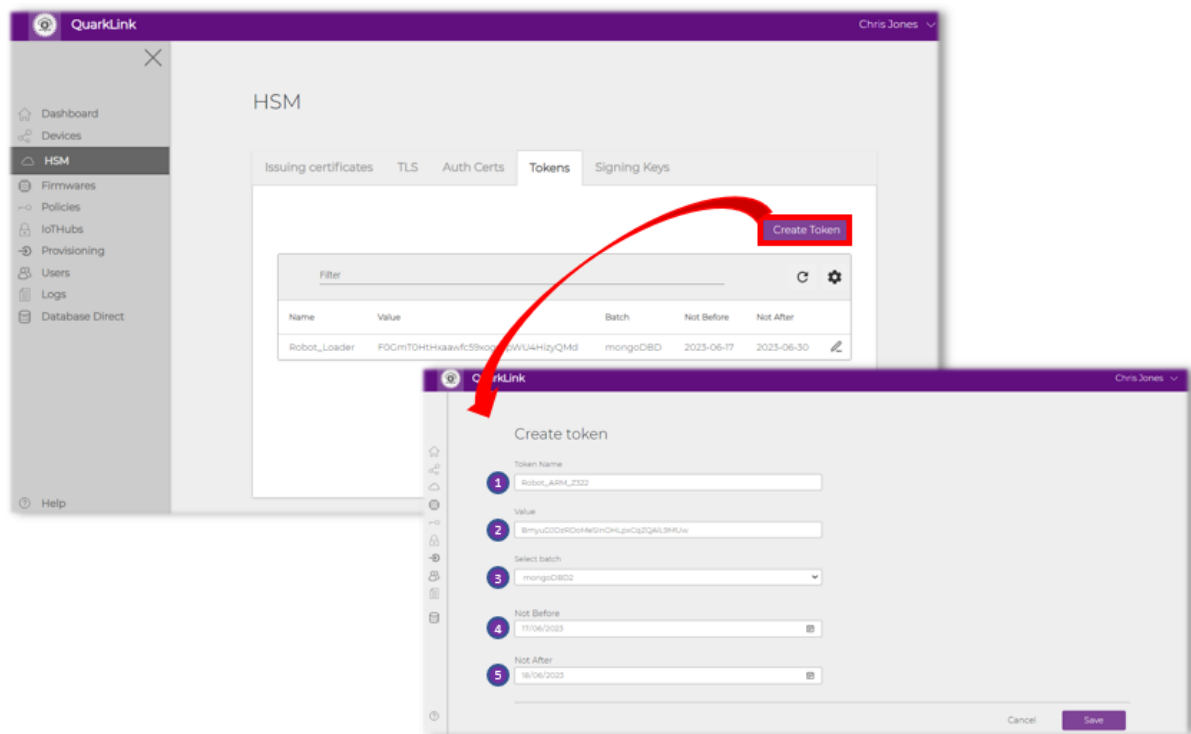 QuarkLink
Chris Jones
Dashboard
Devices
HSM
Firmwares
Policies
IoTHubs
Provisioning
Users
Logs
Database Direct
Help
HSM
Issuing certificates TLS Auth Certs Tokens Signing Keys
Create Token
Filter
Name Value Batch Not Before Not After
Robot_Loader mongoDBD 2023-06-17 2023-06-30
Chris Jones
Create token
Token Name
1 Robot_ARM_Z322
Value
2
Select batch
3 mongoDBD2
Not Before
4 17/06/2023
Not After
5 18/06/2023
Cancel Save